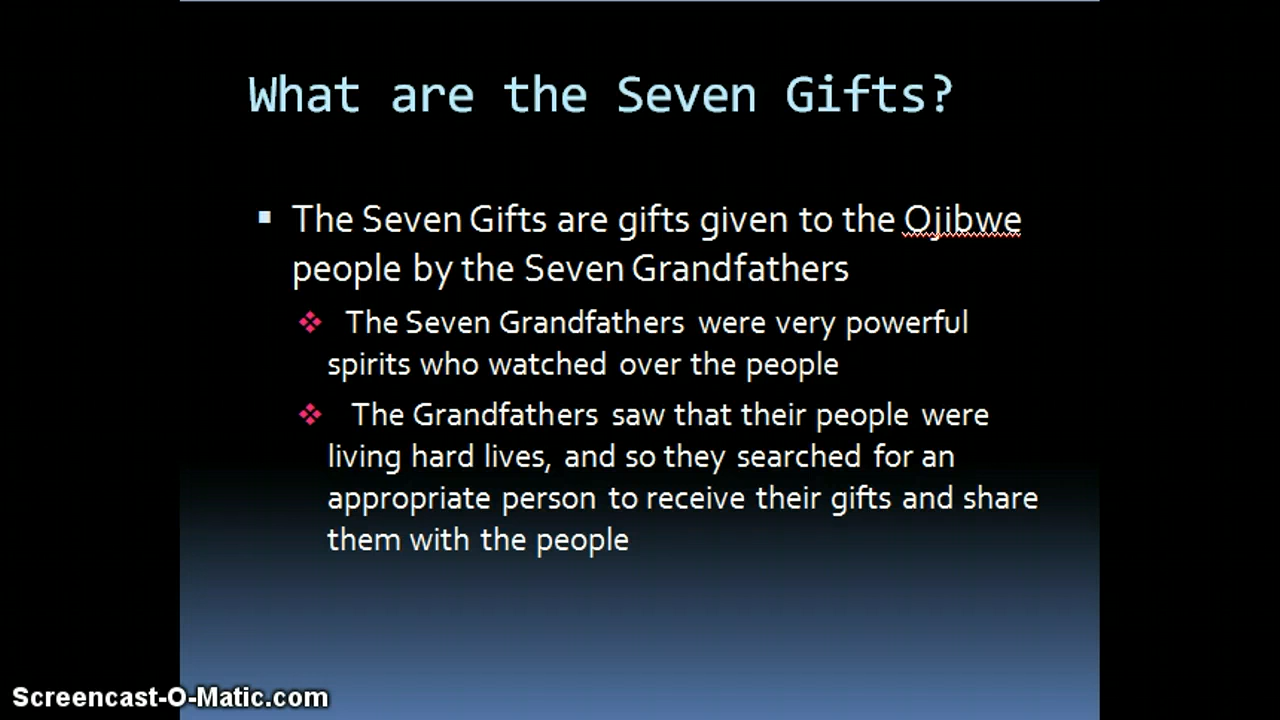 What are the Seven Gifts?
The Seven Gifts are gifts given to the Ojibwe
people by the Seven Grandfathers
The Seven Grandfathers were very powerful
spirits who watched over the people
The Grandfathers saw that their people were
living hard lives, and so they searched for an
appropriate person to receive their gifts and share
them with the people
Screencast-O-Matic.com